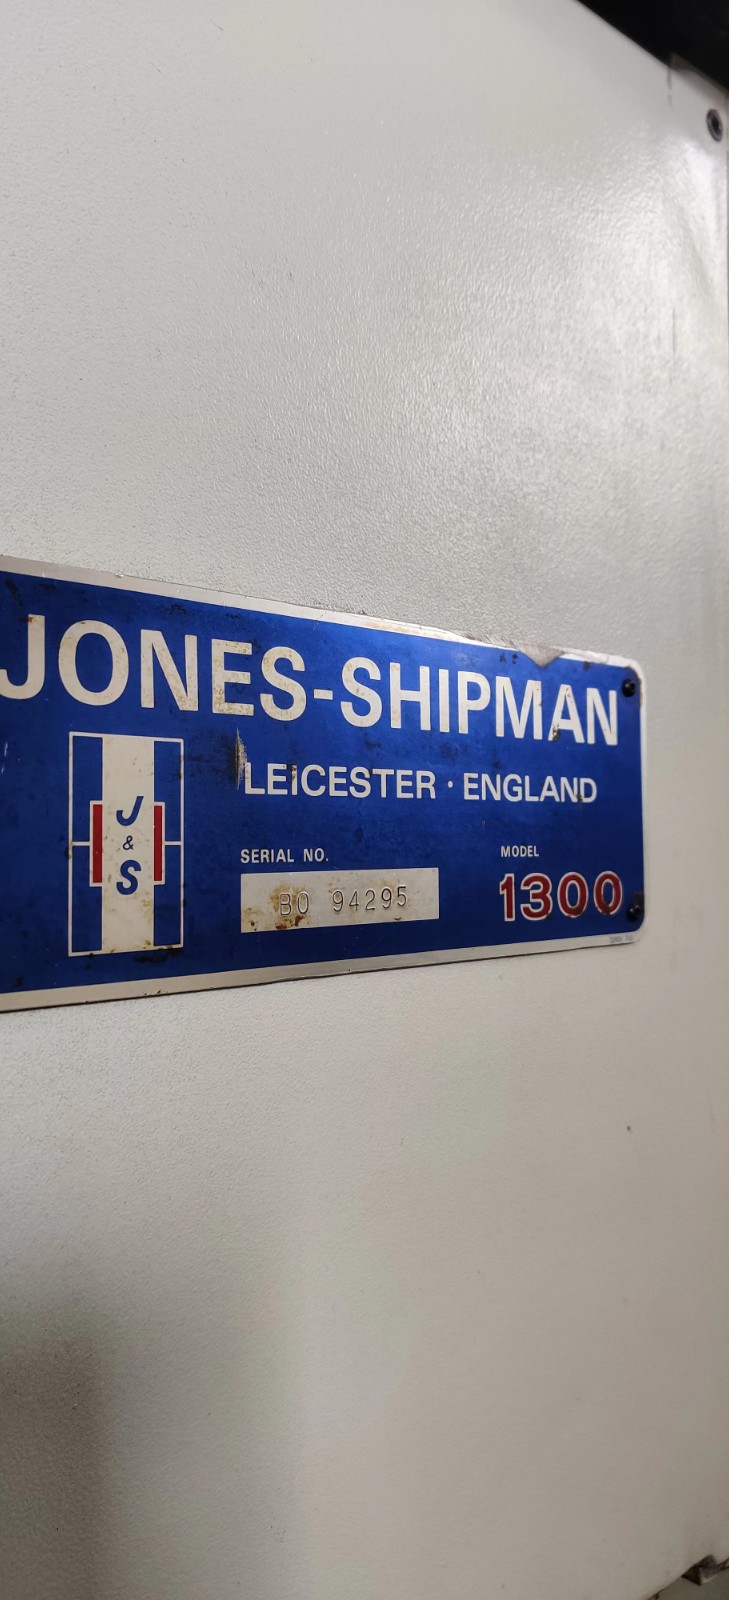 JONES-SHIPMAN
LEICESTER · ENGLAND
J
&
S
SERIAL NO.
BO 94295
MODEL
1300